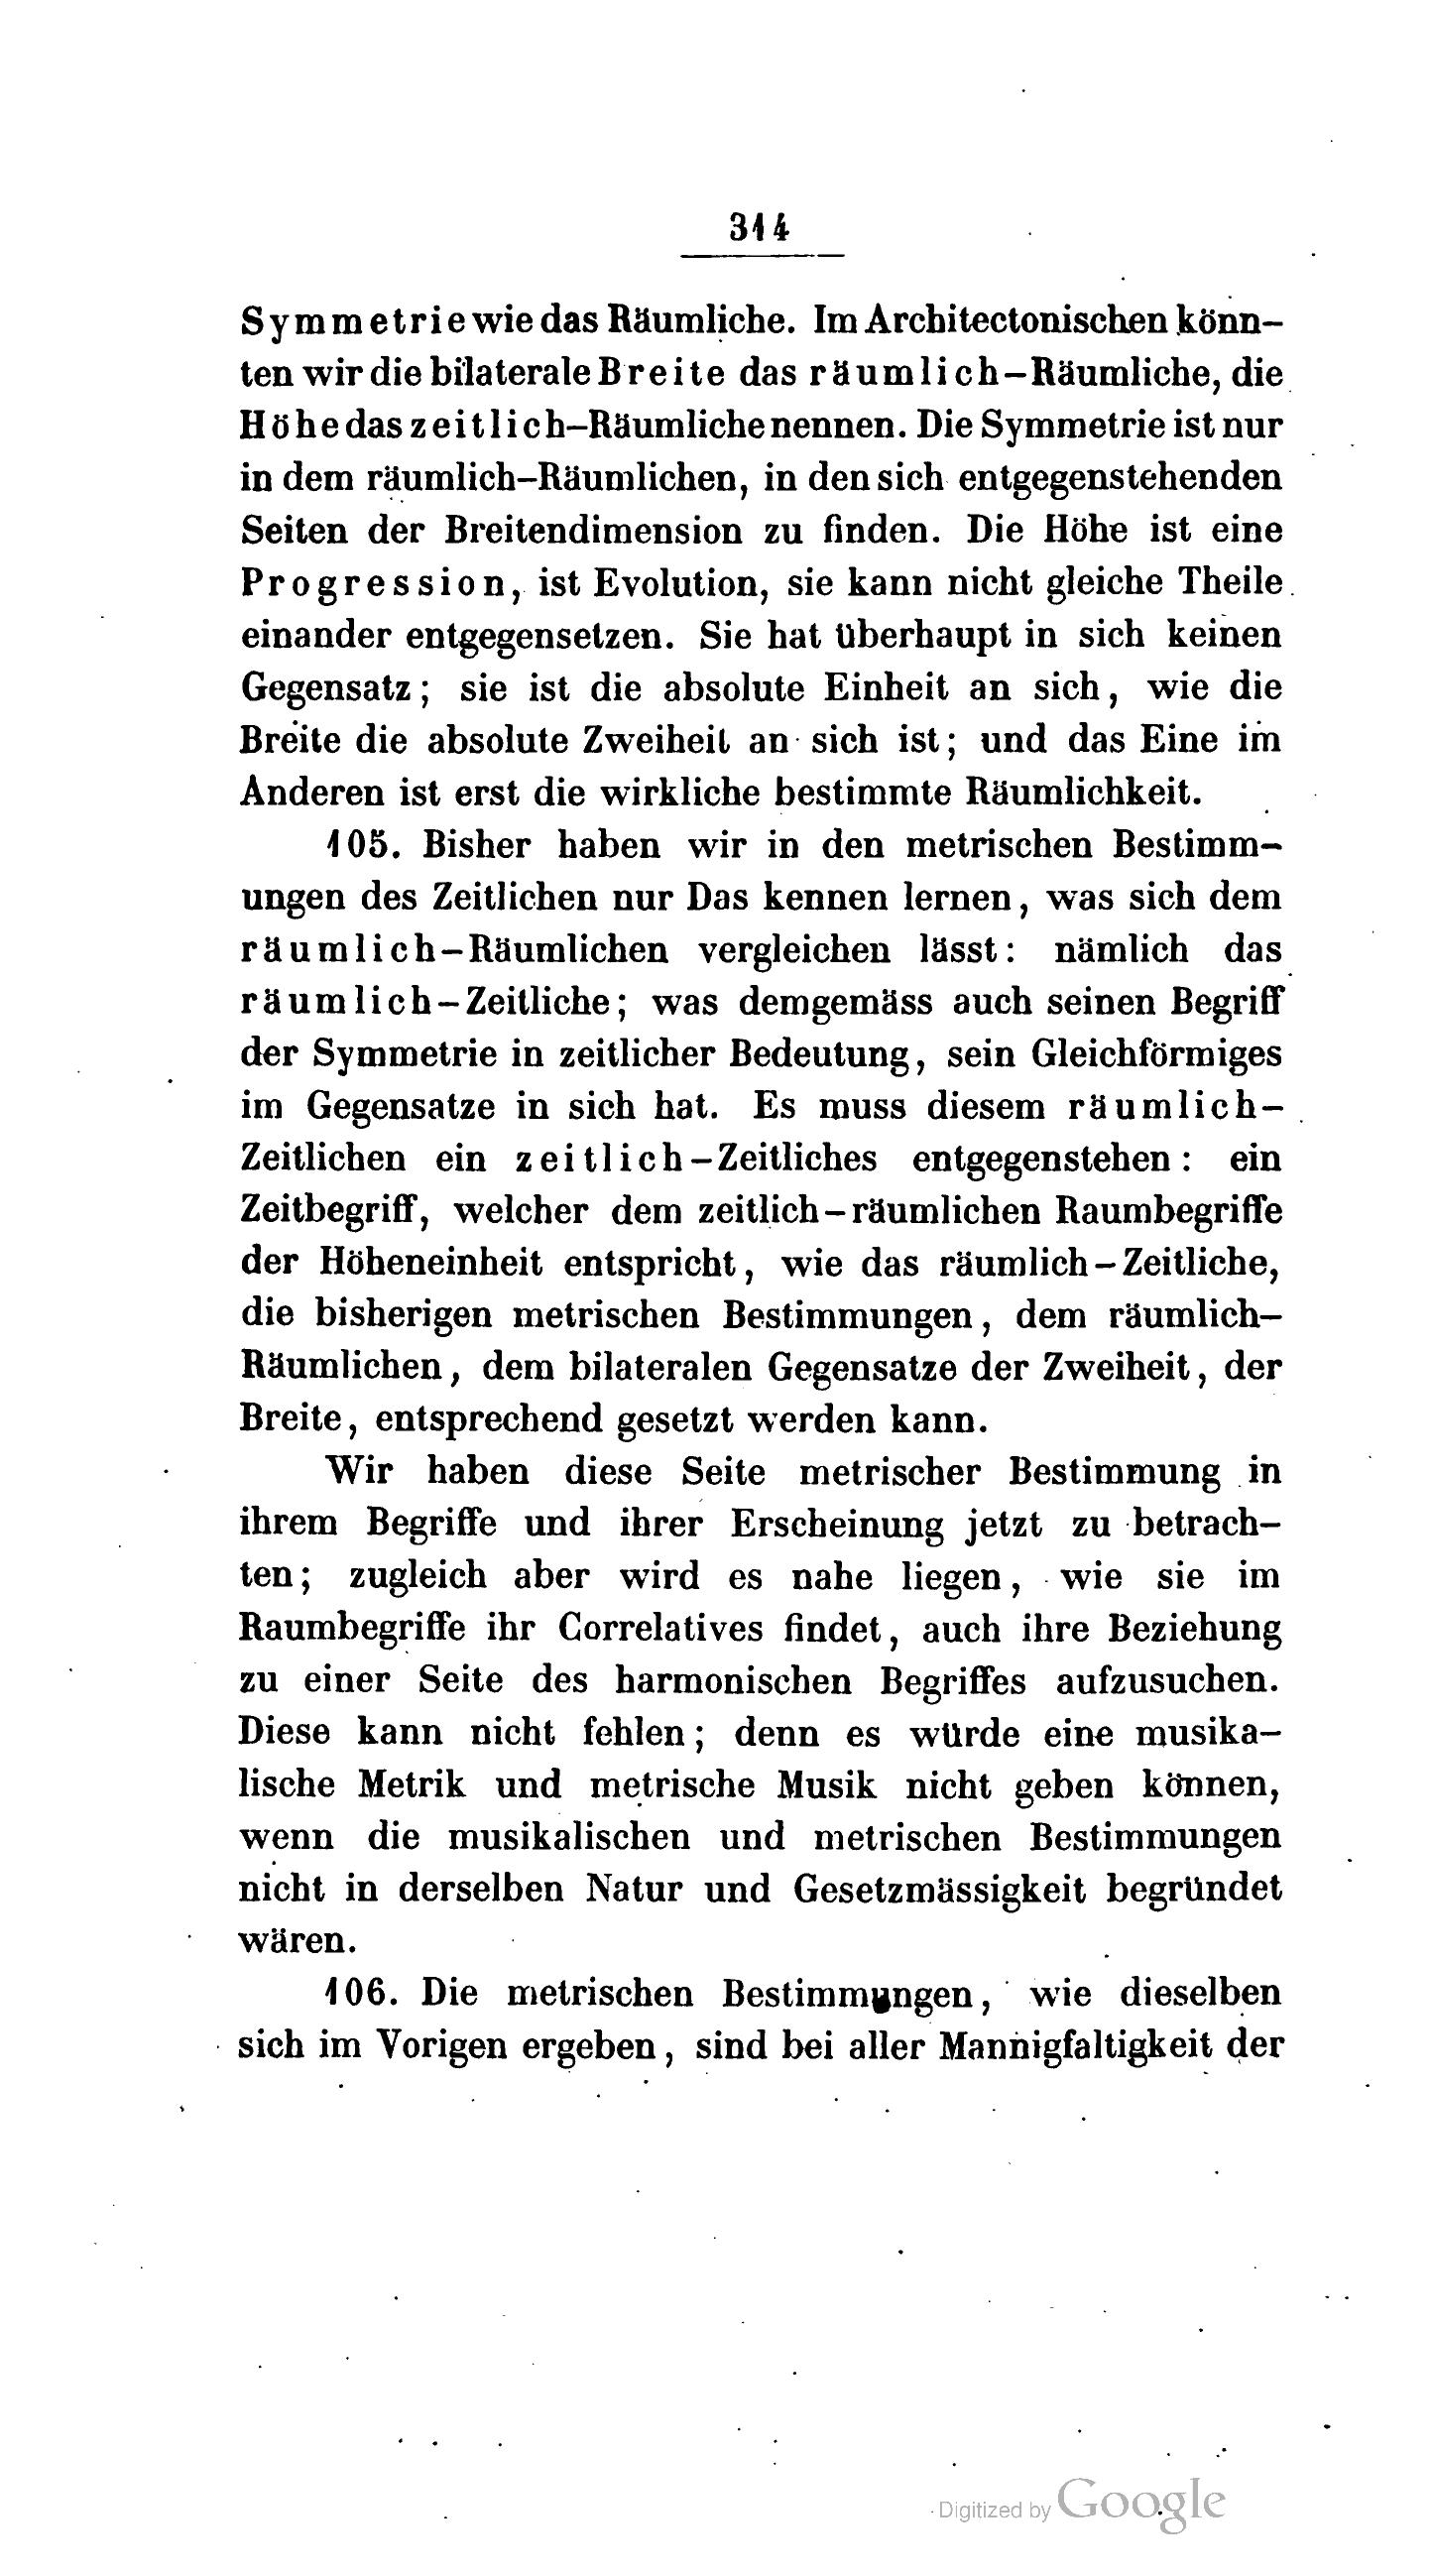 314
Symmetrie wie das Räumliche. Im Architectonischen könn-
ten wir die bilaterale Breite das räumlich-Räumliche, die
Höhe das zeitlich-Räumliche nennen. Die Symmetrie ist nur
in dem räumlich-Räumlichen, in den sich entgegenstehenden
Seiten der Breitendimension zu finden. Die Höhe ist eine
Progression, ist Evolution, sie kann nicht gleiche Theile
einander entgegensetzen. Sie hat überhaupt in sich keinen
Gegensatz; sie ist die absolute Einheit an sich, wie die
Breite die absolute Zweiheit an sich ist; und das Eine im
Anderen ist erst die wirkliche bestimmte Räumlichkeit.
105. Bisher haben wir in den metrischen Bestimm-
ungen des Zeitlichen nur Das kennen lernen, was sich dem
räumlich-Räumlichen vergleichen lässt: nämlich das
räumlich-Zeitliche; was demgemäss auch seinen Begriff
der Symmetrie in zeitlicher Bedeutung, sein Gleichförmiges
im Gegensatze in sich hat. Es muss diesem räumlich-
Zeitlichen ein zeitlich-Zeitliches entgegenstehen: ein
Zeitbegriff, welcher dem zeitlich-räumlichen Raumbegriffe
der Höheneinheit entspricht, wie das räumlich-Zeitliche,
die bisherigen metrischen Bestimmungen, dem räumlich-
Räumlichen, dem bilateralen Gegensatze der Zweiheit, der
Breite, entsprechend gesetzt werden kann.
Wir haben diese Seite metrischer Bestimmung in
ihrem Begriffe und ihrer Erscheinung jetzt zu betrach-
ten; zugleich aber wird es nahe liegen, wie sie im
Raumbegriffe ihr Correlatives findet, auch ihre Beziehung
zu einer Seite des harmonischen Begriffes aufzusuchen.
Diese kann nicht fehlen; denn es würde eine musika-
lische Metrik und metrische Musik nicht geben können,
wenn die musikalischen und metrischen Bestimmungen
nicht in derselben Natur und Gesetzmässigkeit begründet
wären.
106. Die metrischen Bestimmungen, wie dieselben
sich im Vorigen ergeben, sind bei aller Mannigfaltigkeit der
Digitized by Google